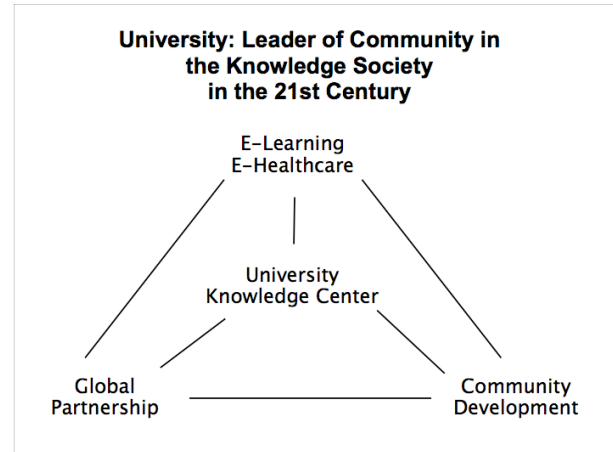 University: Leader of Community in
the Knowledge Society
in the 21st Century
E-Learning
E-Healthcare
University
Knowledge Center
Global
Partnership
Community
Development